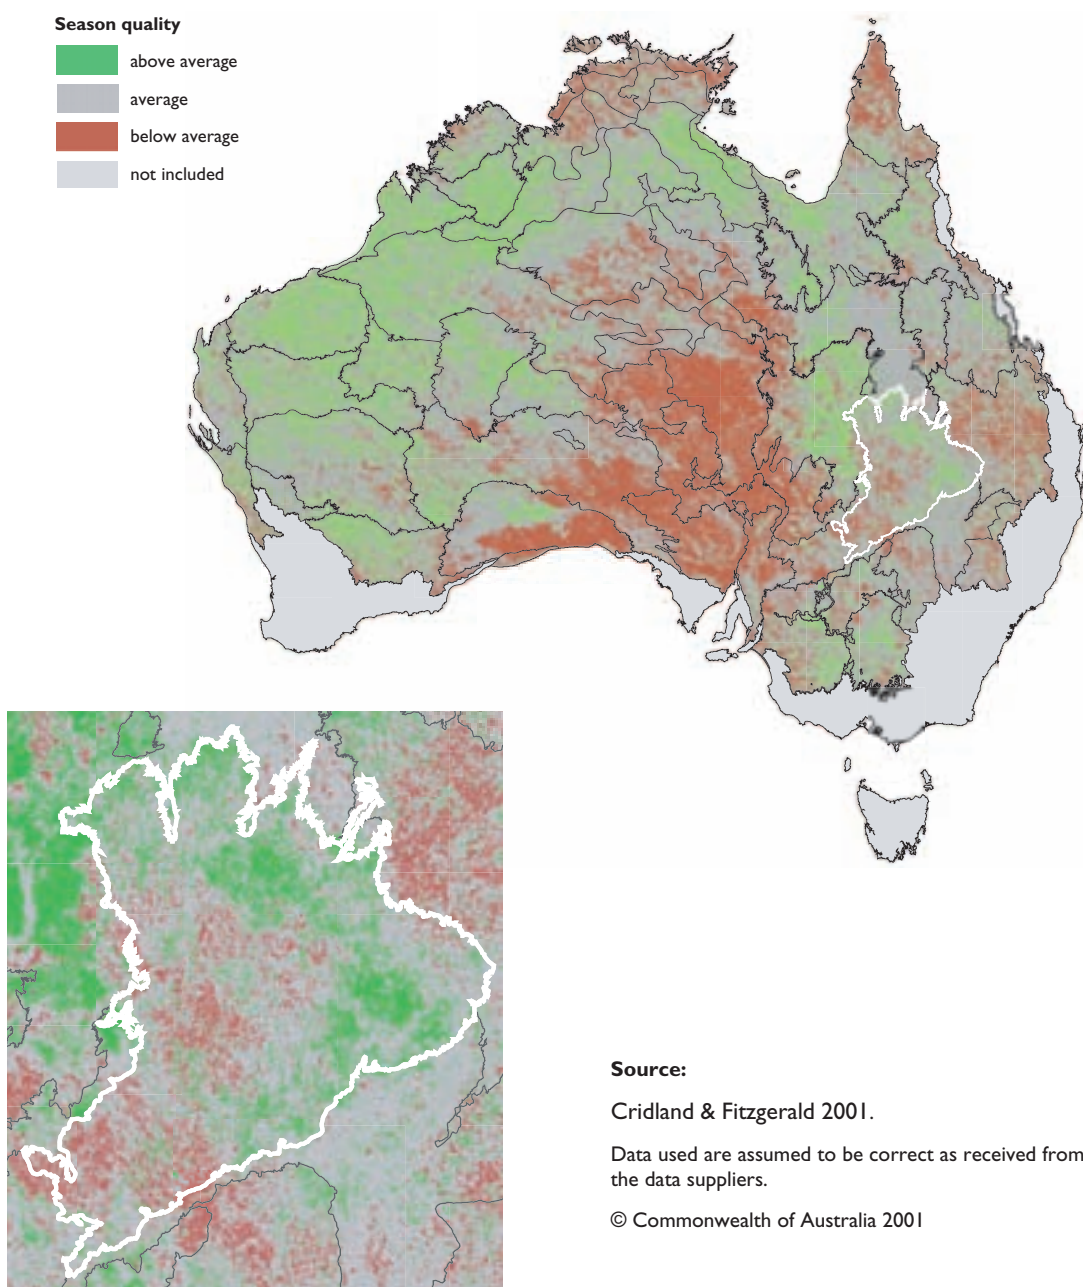 Season quality
above average
average
below average
not included
Source:
Cridland & Fitzgerald 2001.
Data used are assumed to be correct as received from
the data suppliers.
© Commonwealth of Australia 2001